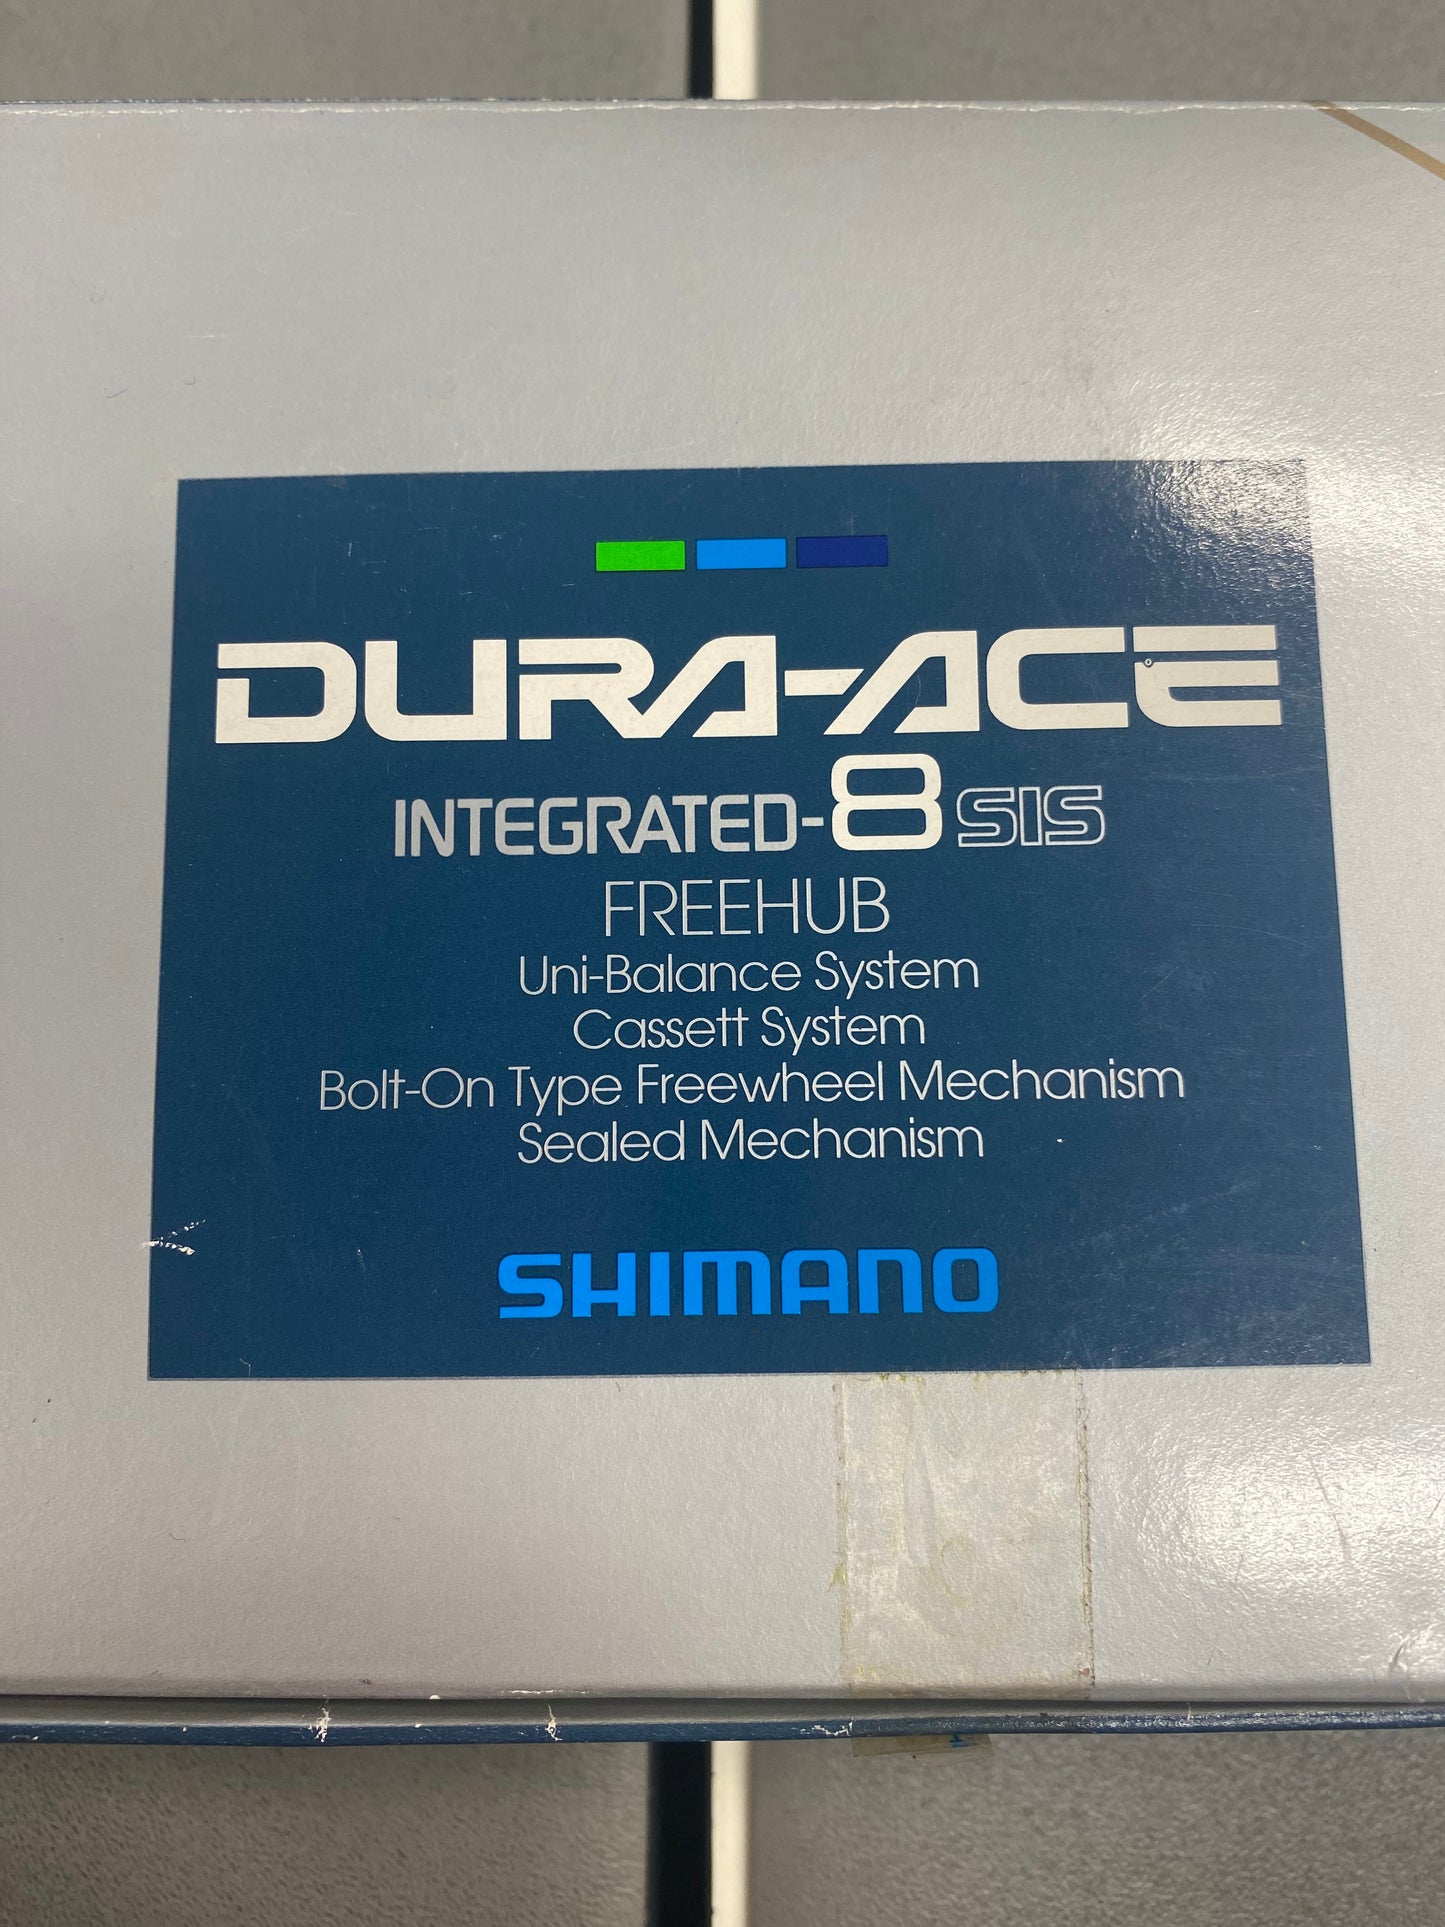 DURA-ACE
INTEGRATED-8 SIS
FREEHUB
Uni-Balance System
Cassett System
Bolt-On Type Freewheel Mechanism
Sealed Mechanism
SHIMANO